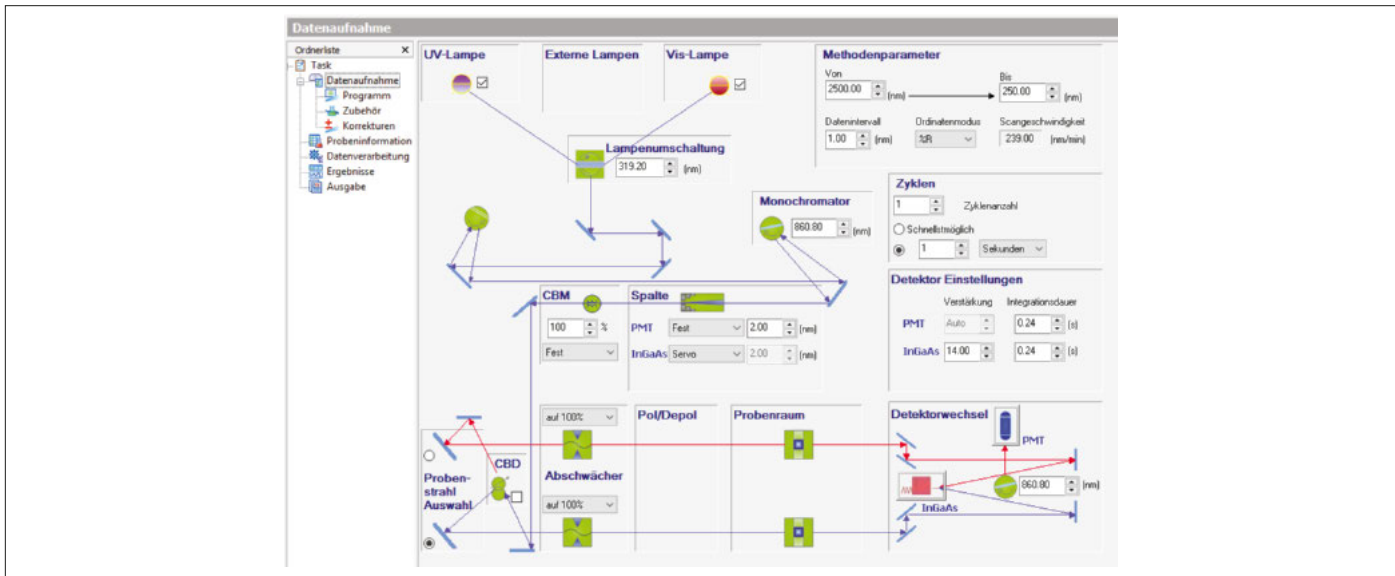 Datenaufnahme
Ordnerliste
Task
Datenaufnahme
Programm
Zubehör
Korrekturen
Probeninformation
Datenverarbeitung
Ergebnisse
Ausgabe
UV-Lampe
Externe Lampen
Vis-Lampe
Lampenumschaltung
319.20 (nm)
Methodenparameter
Von
2500.00 (nm)
Bis
250.00 (nm)
Datenintervall Ordinatenmodus Scangeschwindigkeit
1.00 (nm) %R 239.00 (nm/min)
Monochromator
860.80 (nm)
Zyklen
1 Zyklenanzahl
Schnellstmöglich
1 Sekunden
Detektor Einstellungen
Verstärkung Integrationsdauer
PMT Auto 0.24 (s)
InGaAs 14.00 0.24 (s)
CBM
100 %
Fest
Spalte
PMT Fest 2.00 (nm)
InGaAs Servo 2.00 (nm)
Proben-
strahl
Auswahl
CBD
auf 100%
Abschwächer
auf 100%
Pol/Depol
Probenraum
Detektorwechsel
PMT
860.80 (nm)
InGaAs